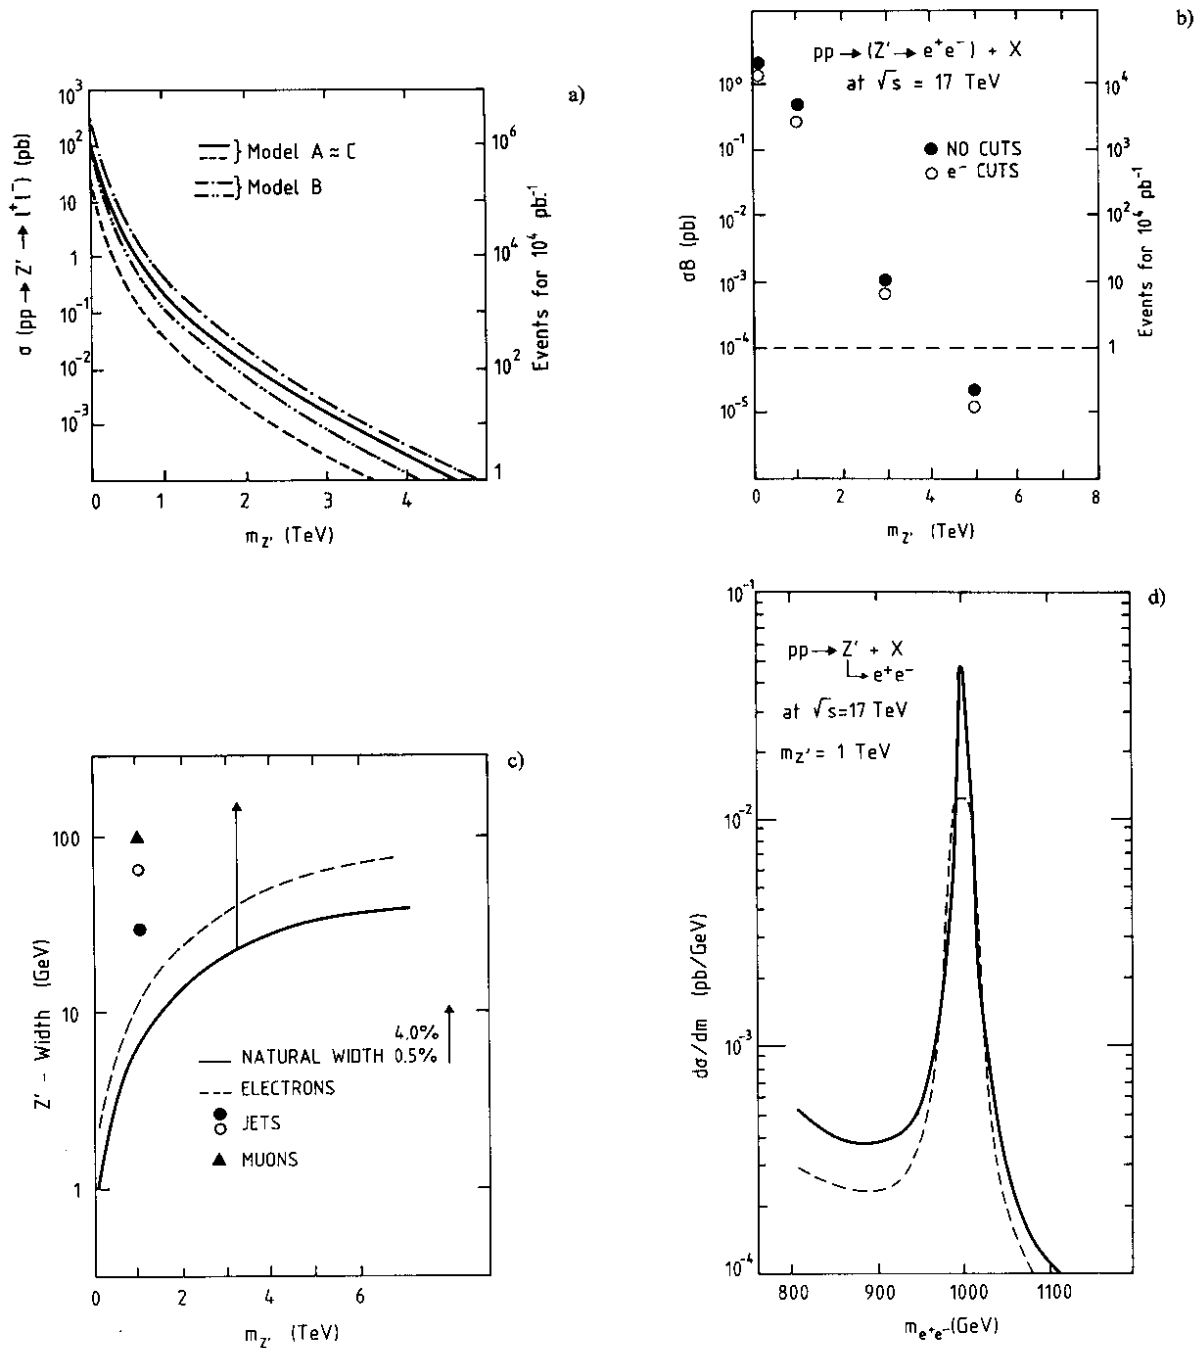 a)
σ (pp → Z' → l⁺l⁻) (pb)
10³
10²
10
1
10⁻¹
10⁻²
10⁻³
Model A ≈ C
Model B
10⁶
10⁴
10²
1
Events for 10⁴ pb⁻¹
0 1 2 3 4
m_Z' (TeV)
b)
pp → (Z' → e⁺e⁻) + X
at √s = 17 TeV
NO CUTS
e⁻ CUTS
σB (pb)
10⁰
10⁻¹
10⁻²
10⁻³
10⁻⁴
10⁻⁵
10⁴
10³
10²
10
1
Events for 10⁴ pb⁻¹
0 2 4 6 8
m_Z' (TeV)
c)
Z' - Width (GeV)
100
10
1
4.0%
NATURAL WIDTH 0.5%
ELECTRONS
JETS
MUONS
0 2 4 6 8
m_Z' (TeV)
d)
pp → Z' + X
→ e⁺e⁻
at √s=17 TeV
m_Z' = 1 TeV
dσ/dm (pb/GeV)
10⁻¹
10⁻²
10⁻³
10⁻⁴
800 900 1000 1100
m_e⁺e⁻ (GeV)